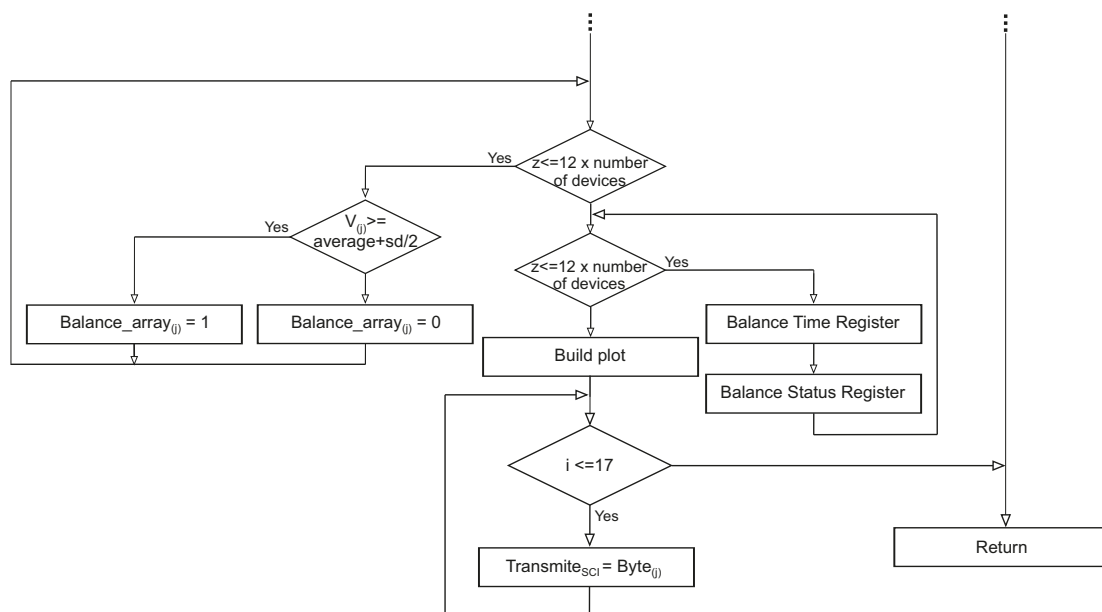 Yes
z<=12 x number
of devices
Yes
V(j)>=
average+sd/2
z<=12 x number
of devices
Yes
Balance_array(j) = 1
Balance_array(j) = 0
Balance Time Register
Build plot
Balance Status Register
i <=17
Yes
Return
TransmiteSCI = Byte(j)